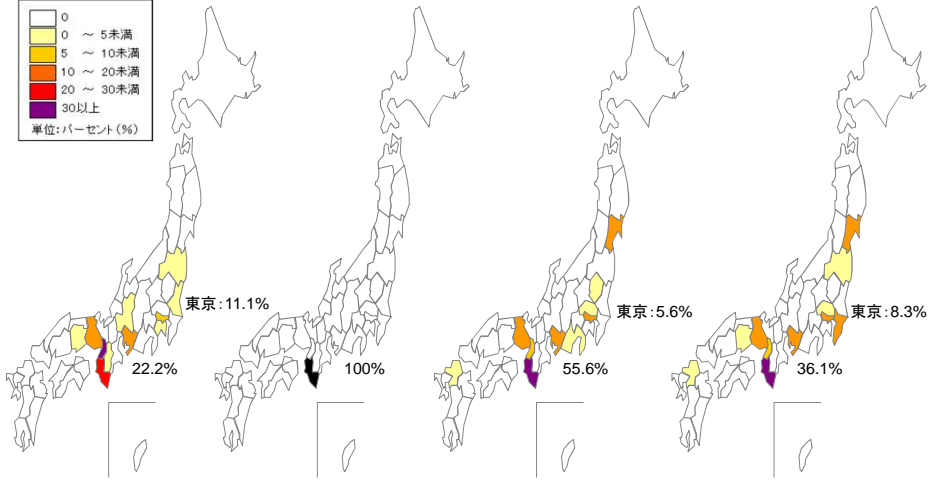 0
0 ～ 5未満
5 ～ 10未満
10 ～ 20未満
20 ～ 30未満
30以上
単位：パーセント（％）
東京：11.1%
22.2%
100%
東京：5.6%
55.6%
東京：8.3%
36.1%